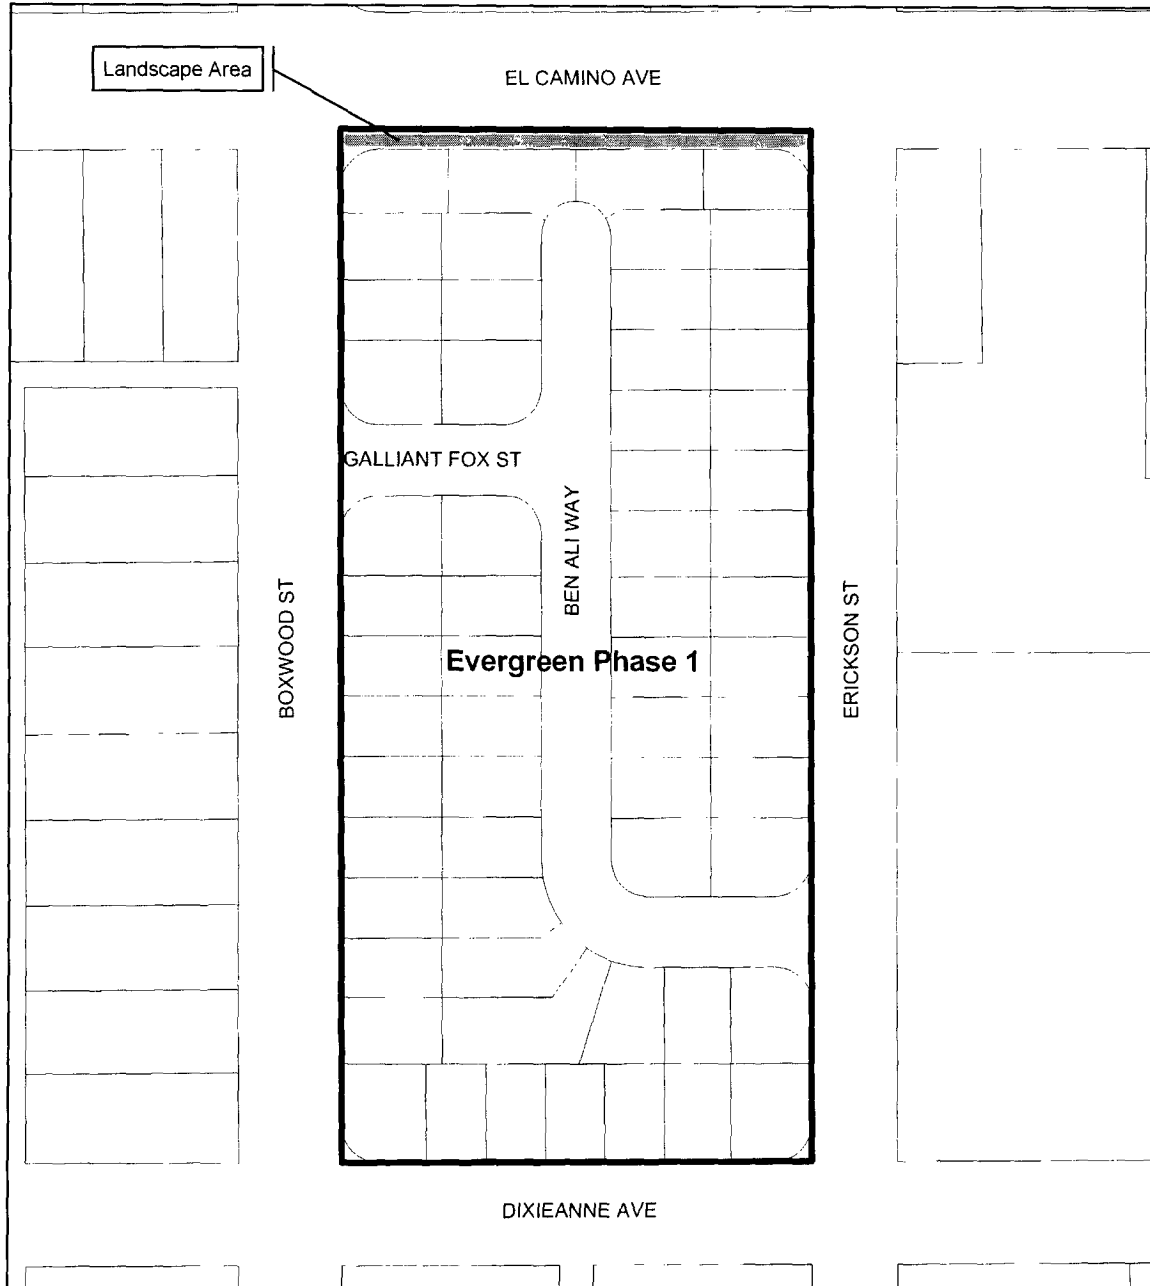 Landscape Area
EL CAMINO AVE
GALLIANT FOX ST
BEN ALI WAY
BOXWOOD ST
ERICKSON ST
Evergreen Phase 1
DIXIEANNE AVE